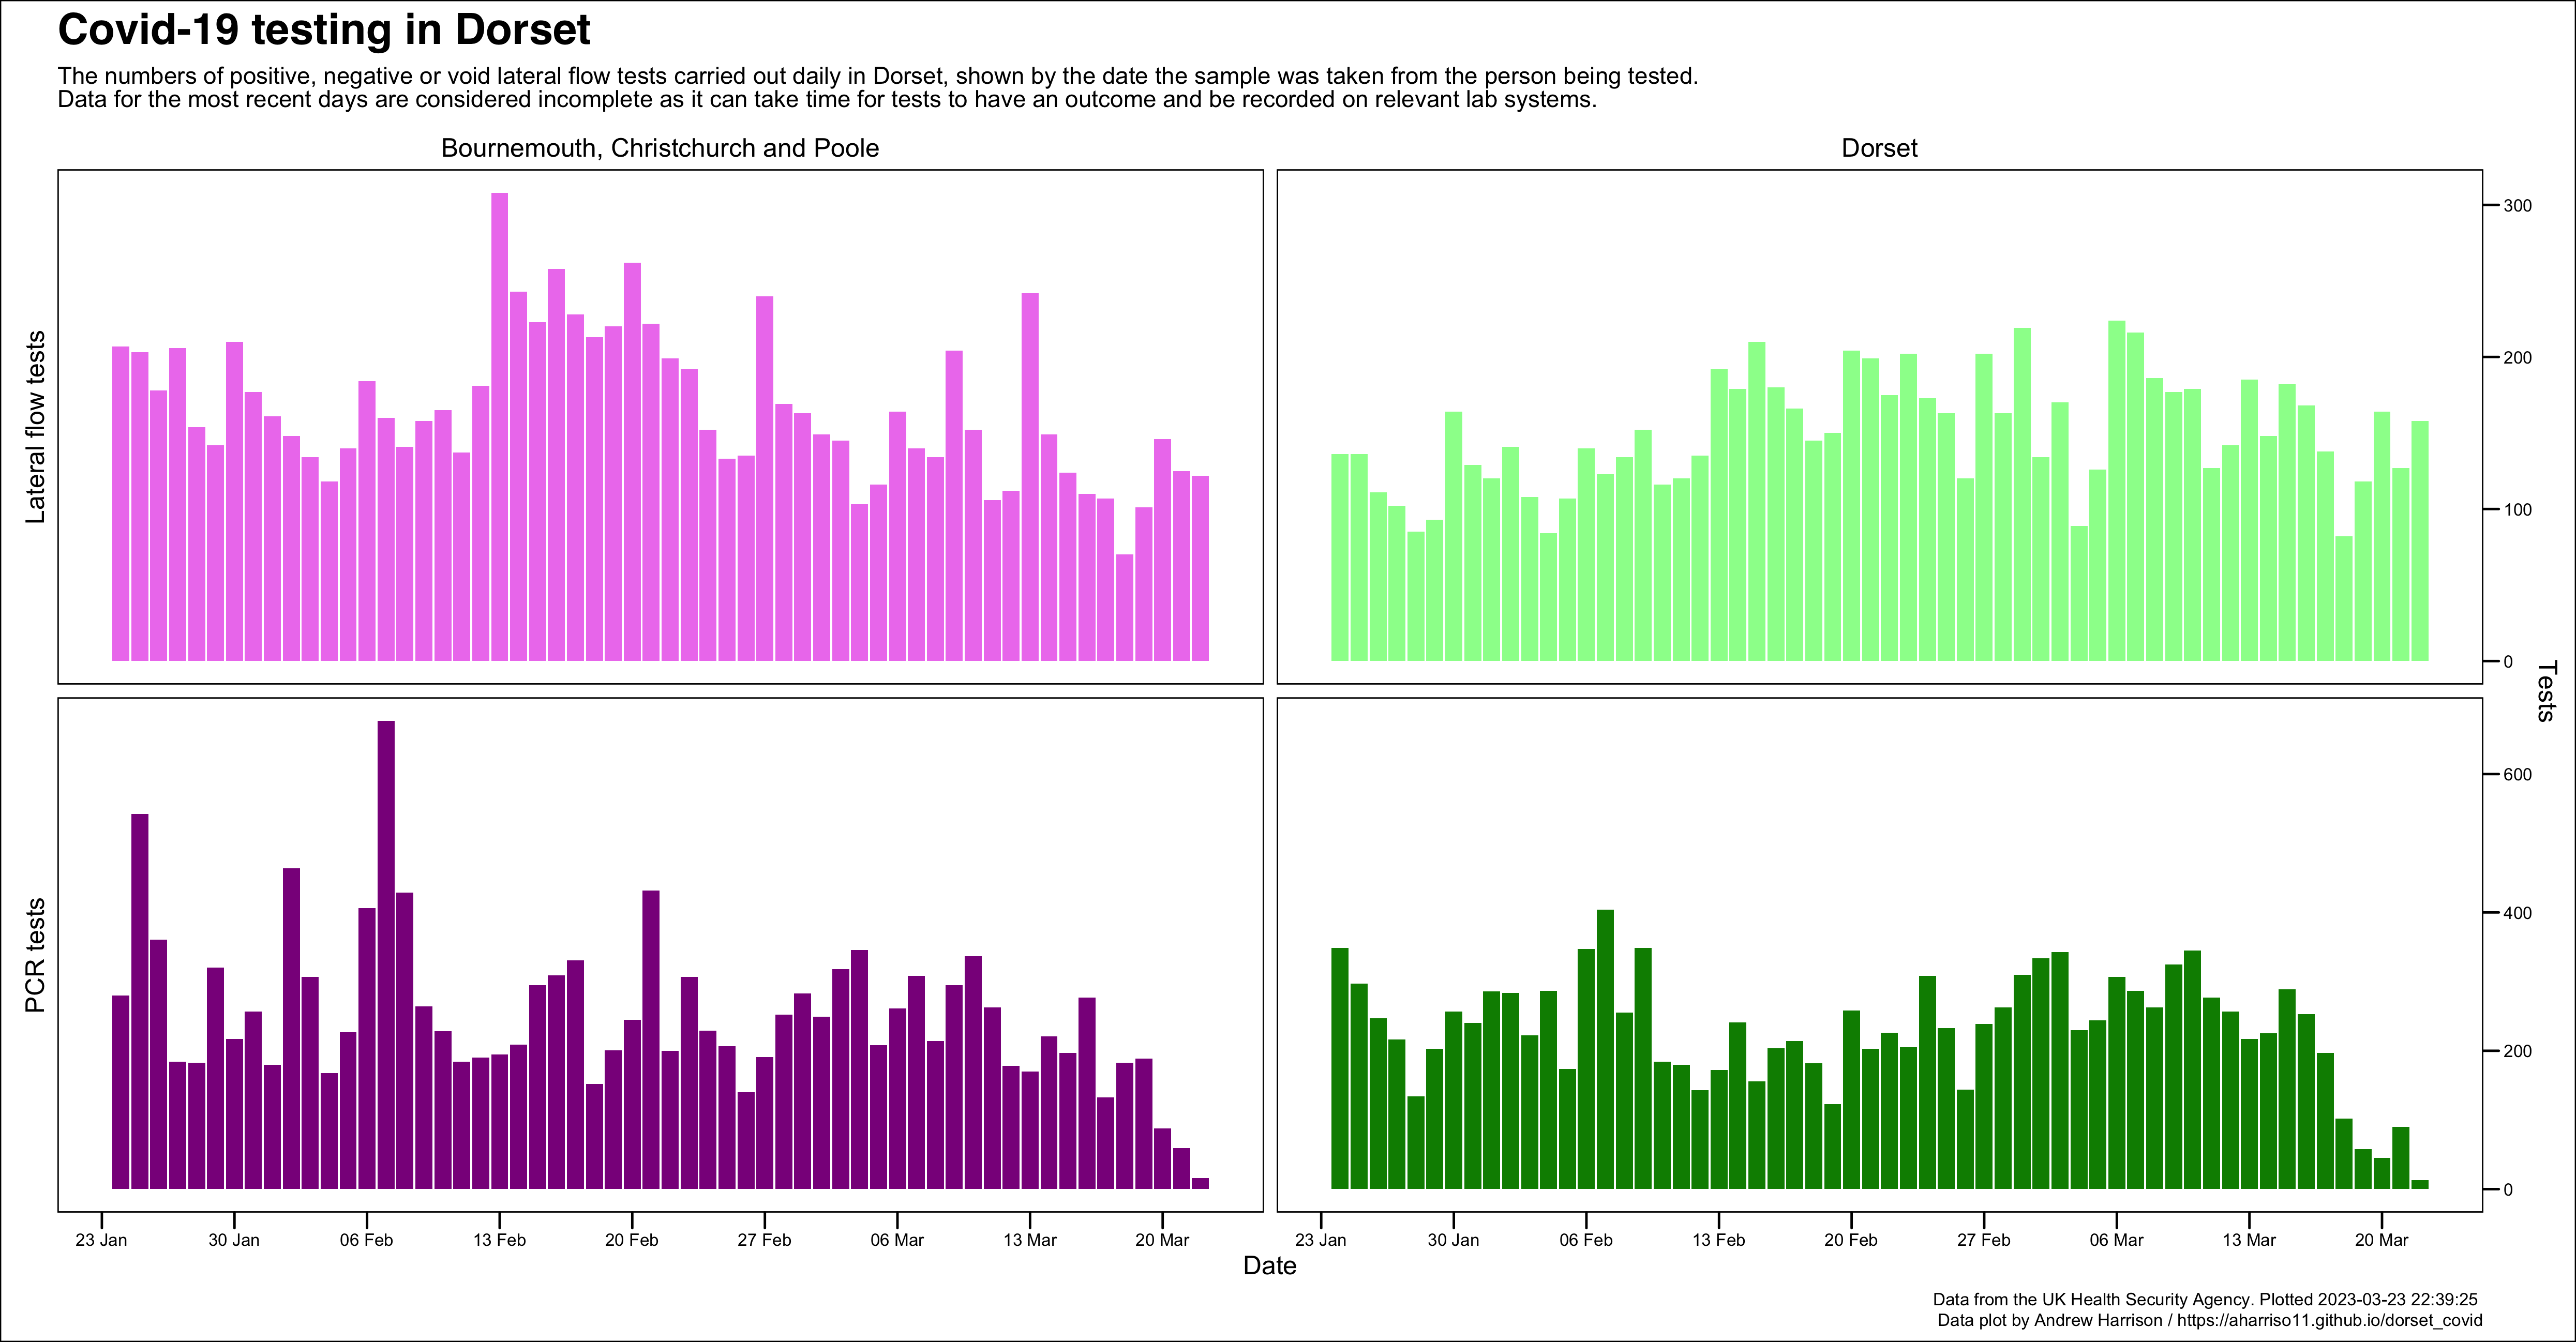 Covid-19 testing in Dorset
The numbers of positive, negative or void lateral flow tests carried out daily in Dorset, shown by the date the sample was taken from the person being tested.
Data for the most recent days are considered incomplete as it can take time for tests to have an outcome and be recorded on relevant lab systems.
Bournemouth, Christchurch and Poole
Dorset
Lateral flow tests
300
200
100
0
Tests
PCR tests
600
400
200
0
23 Jan 30 Jan 06 Feb 13 Feb 20 Feb 27 Feb 06 Mar 13 Mar 20 Mar
23 Jan 30 Jan 06 Feb 13 Feb 20 Feb 27 Feb 06 Mar 13 Mar 20 Mar
Date
Data from the UK Health Security Agency. Plotted 2023-03-23 22:39:25
Data plot by Andrew Harrison / https://aharriso11.github.io/dorset_covid